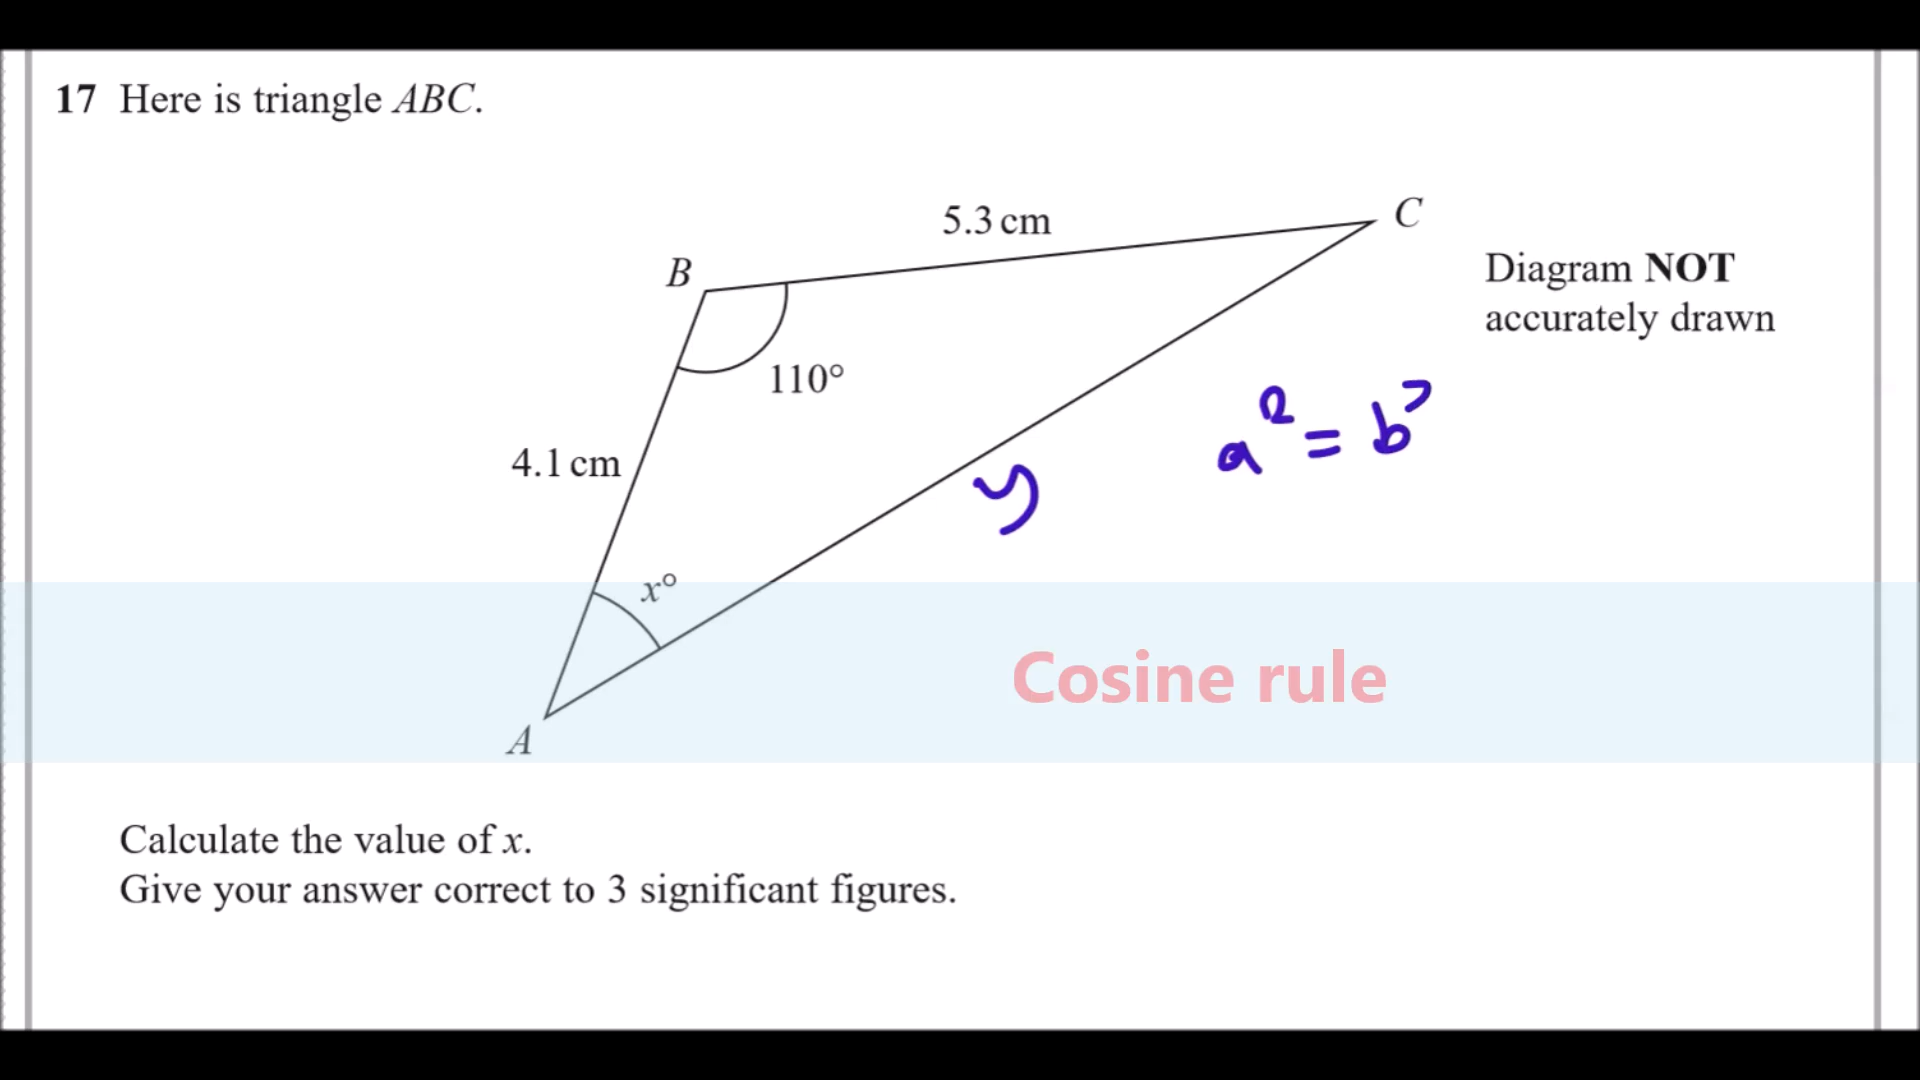 17 Here is triangle ABC.
5.3 cm
C
B
Diagram NOT
accurately drawn
110°
a² = b²
4.1 cm
y
x°
Cosine rule
A
Calculate the value of x.
Give your answer correct to 3 significant figures.